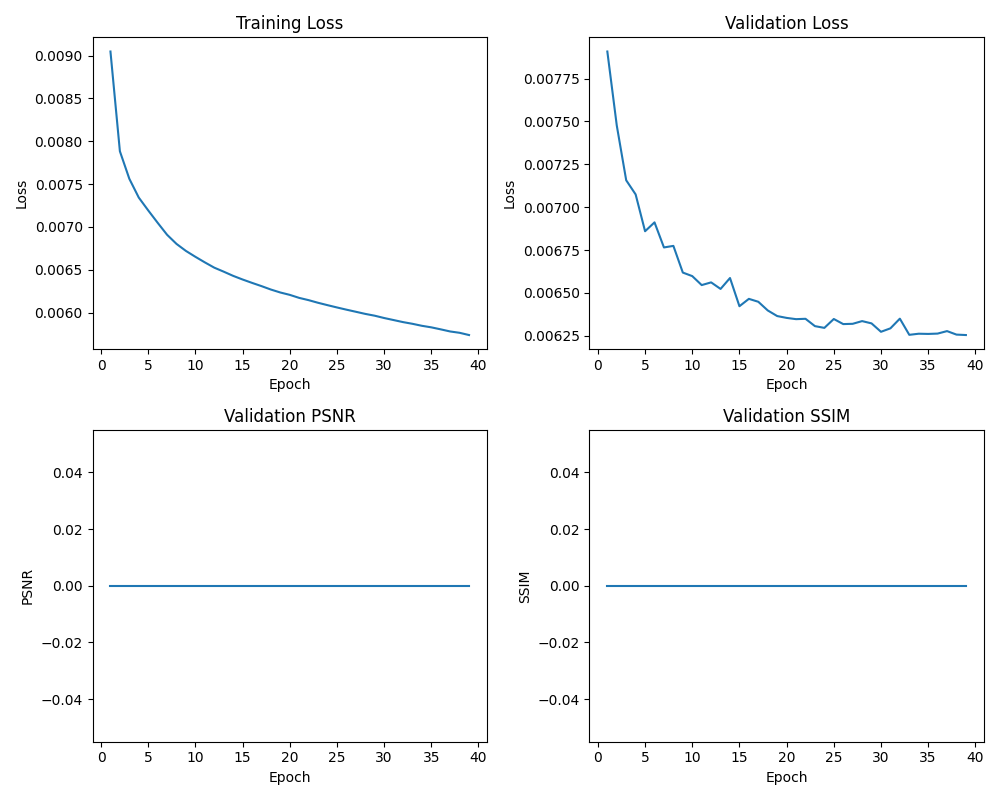 Training Loss
Loss
0.0090
0.0085
0.0080
0.0075
0.0070
0.0065
0.0060
0 5 10 15 20 25 30 35 40
Epoch
Validation Loss
Loss
0.00775
0.00750
0.00725
0.00700
0.00675
0.00650
0.00625
0 5 10 15 20 25 30 35 40
Epoch
Validation PSNR
PSNR
0.04
0.02
0.00
−0.02
−0.04
0 5 10 15 20 25 30 35 40
Epoch
Validation SSIM
SSIM
0.04
0.02
0.00
−0.02
−0.04
0 5 10 15 20 25 30 35 40
Epoch